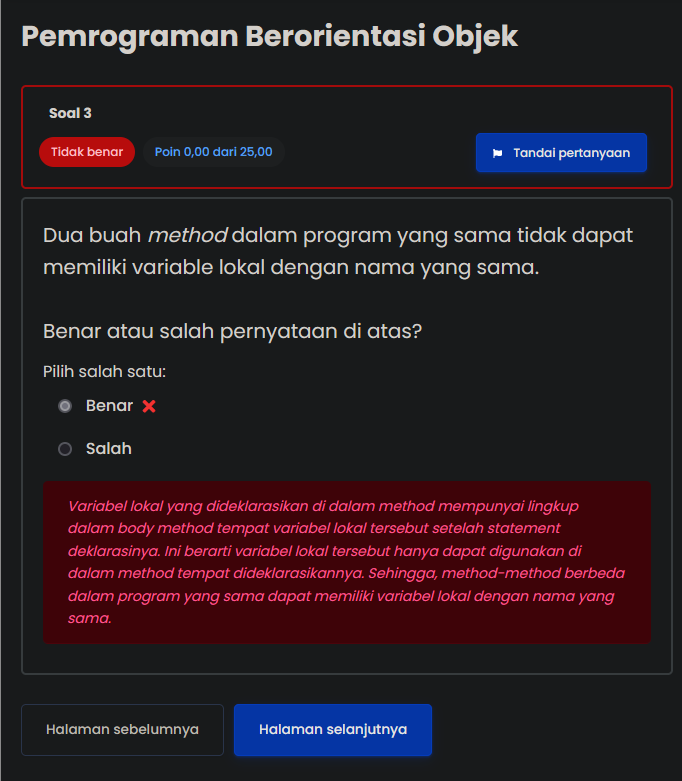 Pemrograman Berorientasi Objek
Soal 3
Tidak benar
Poin 0,00 dari 25,00
Tandai pertanyaan
Dua buah method dalam program yang sama tidak dapat
memiliki variable lokal dengan nama yang sama.
Benar atau salah pernyataan di atas?
Pilih salah satu:
Benar
Salah
Variabel lokal yang dideklarasikan di dalam method mempunyai lingkup
dalam body method tempat variabel lokal tersebut setelah statement
deklarasinya. Ini berarti variabel lokal tersebut hanya dapat digunakan di
dalam method tempat dideklarasikannya. Sehingga, method-method berbeda
dalam program yang sama dapat memiliki variabel lokal dengan nama yang
sama.
Halaman sebelumnya
Halaman selanjutnya